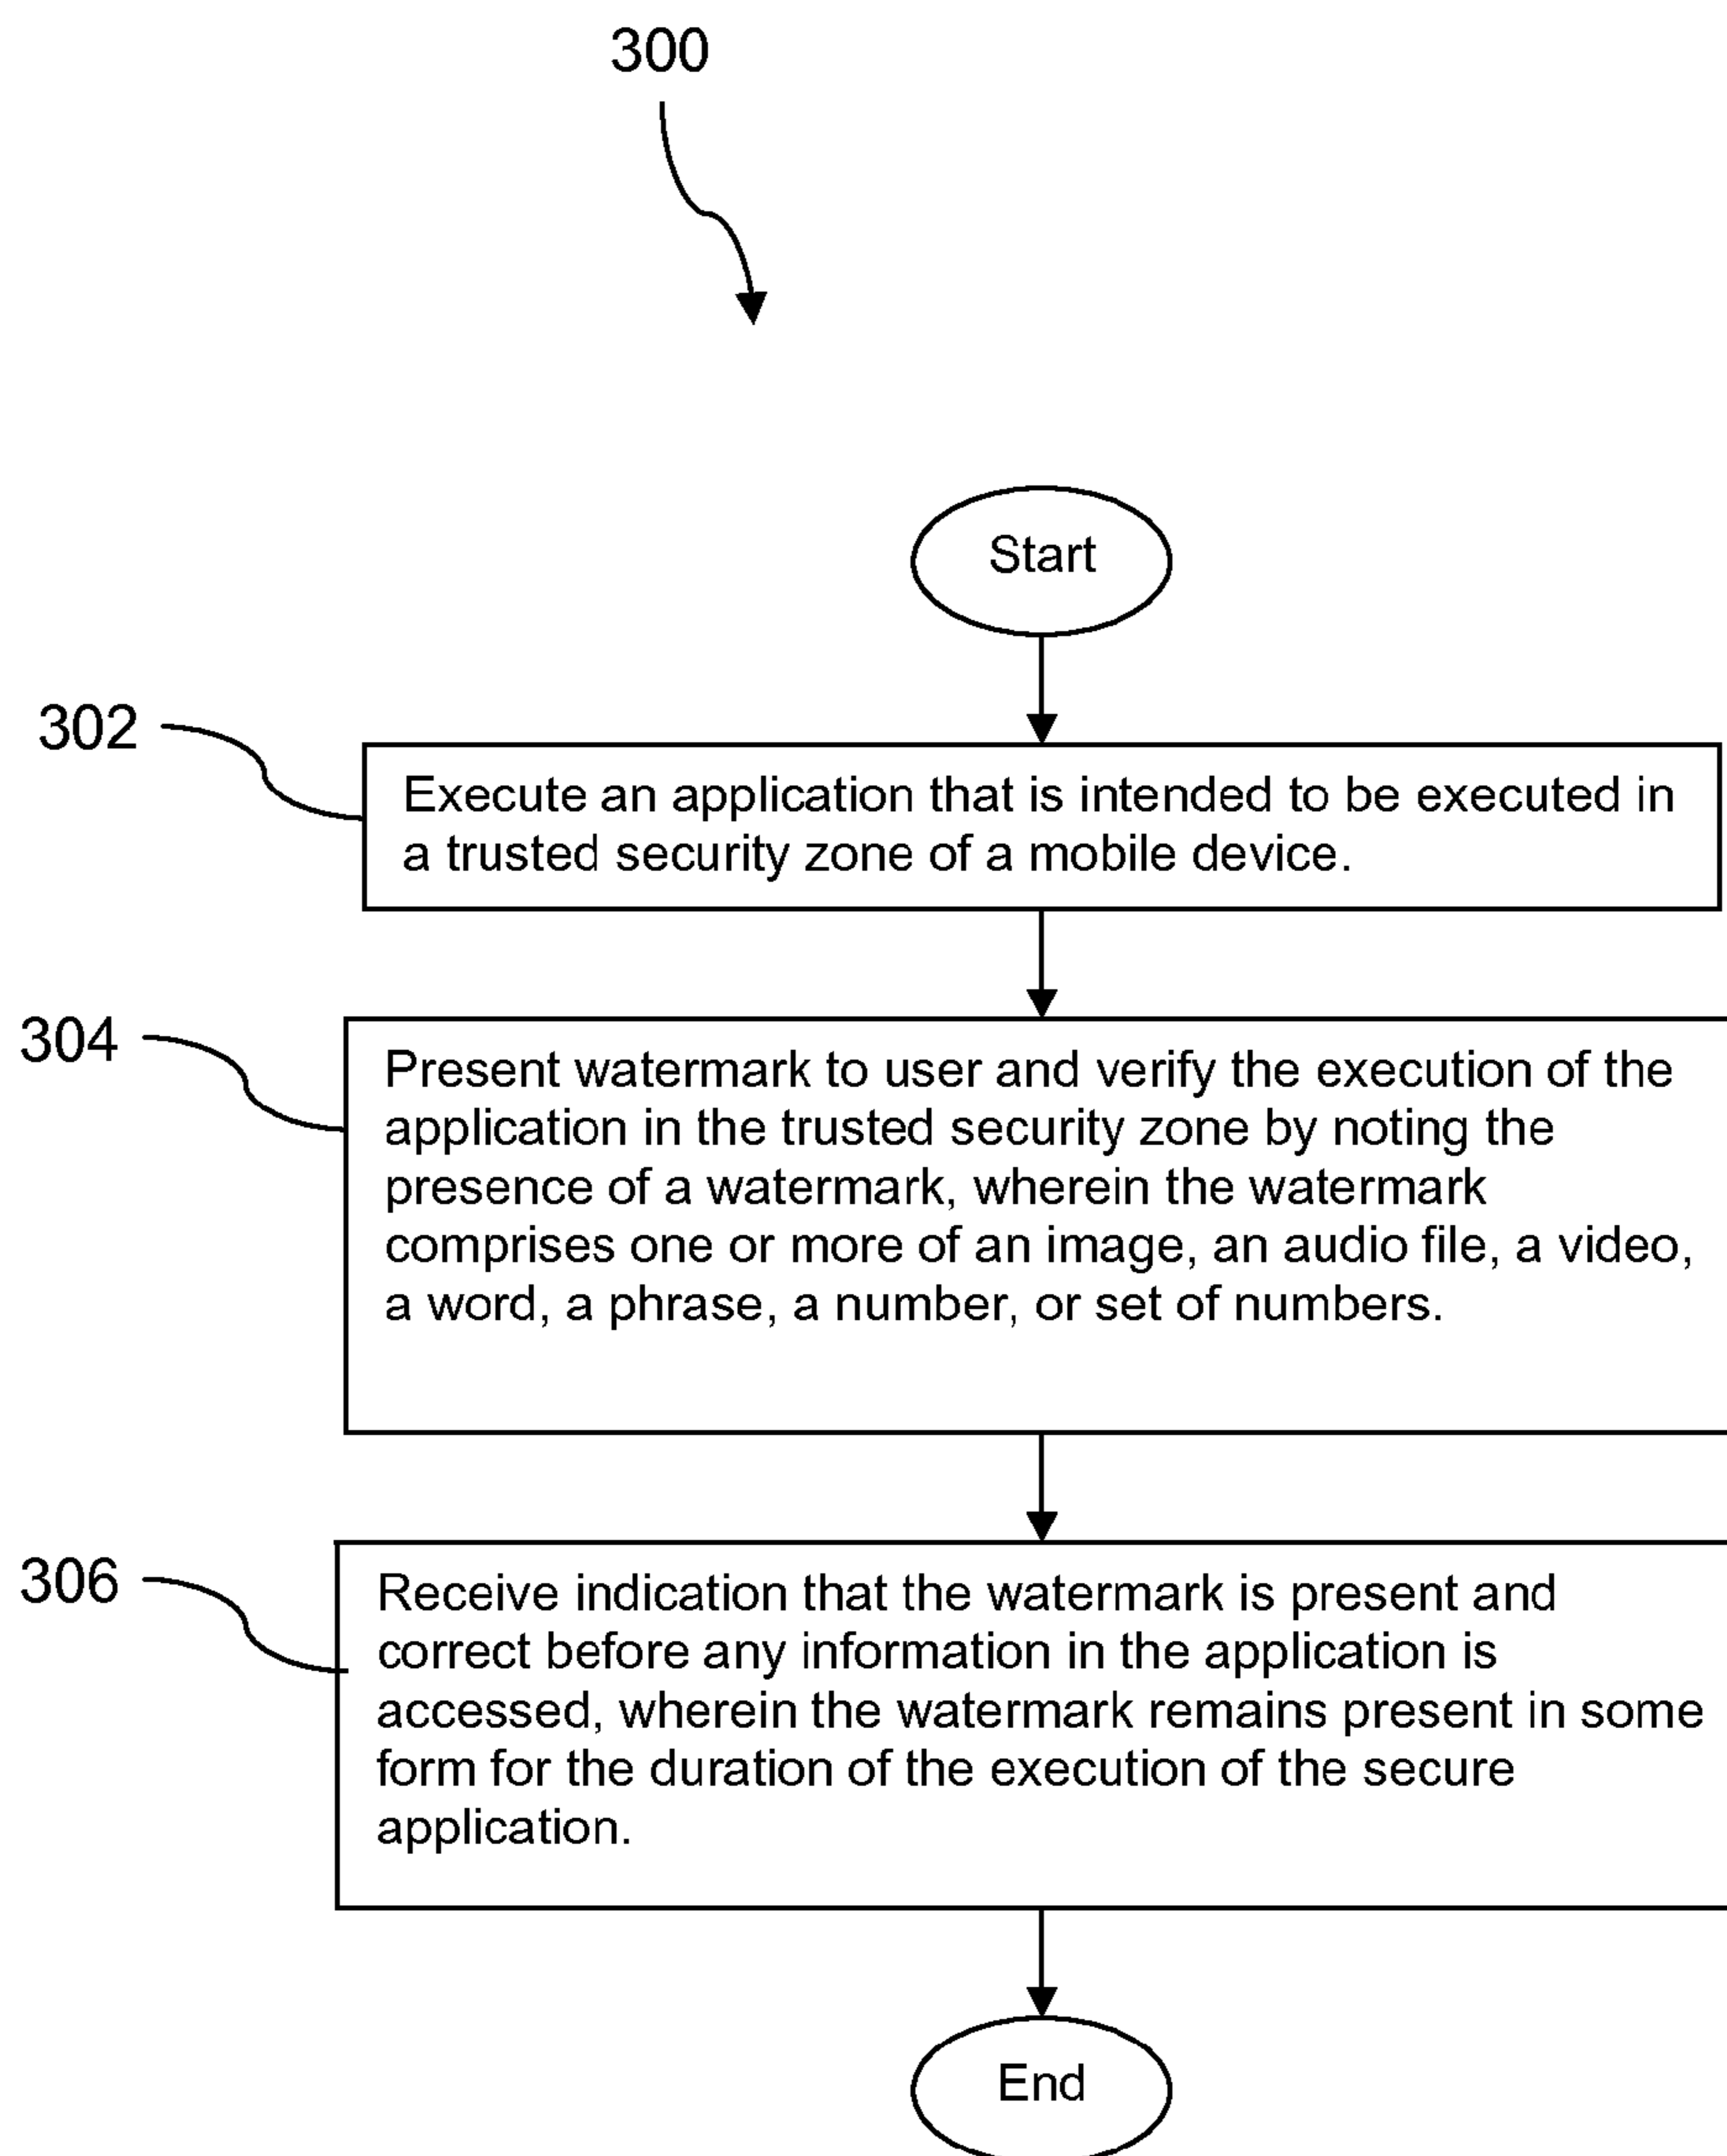 300
Start
302
Execute an application that is intended to be executed in
a trusted security zone of a mobile device.
304
Present watermark to user and verify the execution of the
application in the trusted security zone by noting the
presence of a watermark, wherein the watermark
comprises one or more of an image, an audio file, a video,
a word, a phrase, a number, or set of numbers.
306
Receive indication that the watermark is present and
correct before any information in the application is
accessed, wherein the watermark remains present in some
form for the duration of the execution of the secure
application.
End